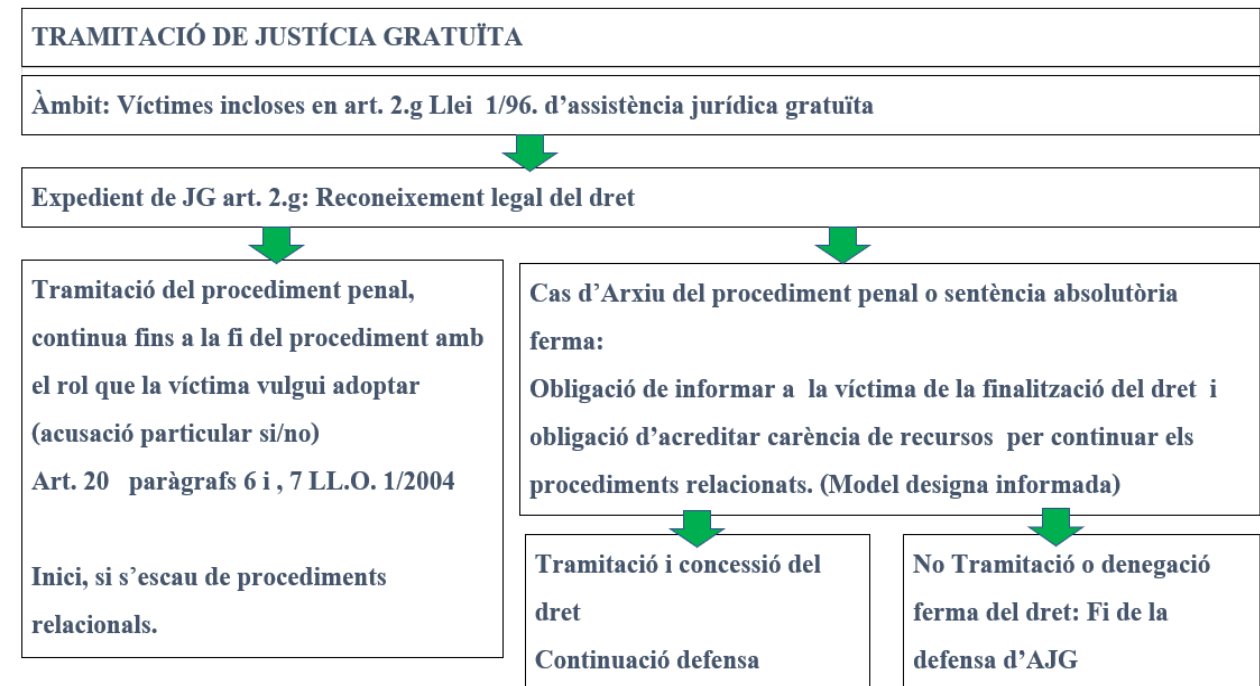 TRAMITACIÓ DE JUSTÍCIA GRATUÏTA
Àmbit: Víctimes incloses en art. 2.g Llei 1/96. d’assistència jurídica gratuïta
Expedient de JG art. 2.g: Reconeixement legal del dret
Tramitació del procediment penal,
continua fins a la fi del procediment amb
el rol que la víctima vulgui adoptar
(acusació particular si/no)
Art. 20 paràgrafs 6 i , 7 LL.O. 1/2004
Inici, si s’escau de procediments
relacionals.
Cas d’Arxiu del procediment penal o sentència absolutòria
ferma:
Obligació de informar a la víctima de la finalització del dret i
obligació d’acreditar carència de recursos per continuar els
procediments relacionats. (Model designa informada)
Tramitació i concessió del
dret
Continuació defensa
No Tramitació o denegació
ferma del dret: Fi de la
defensa d’AJG